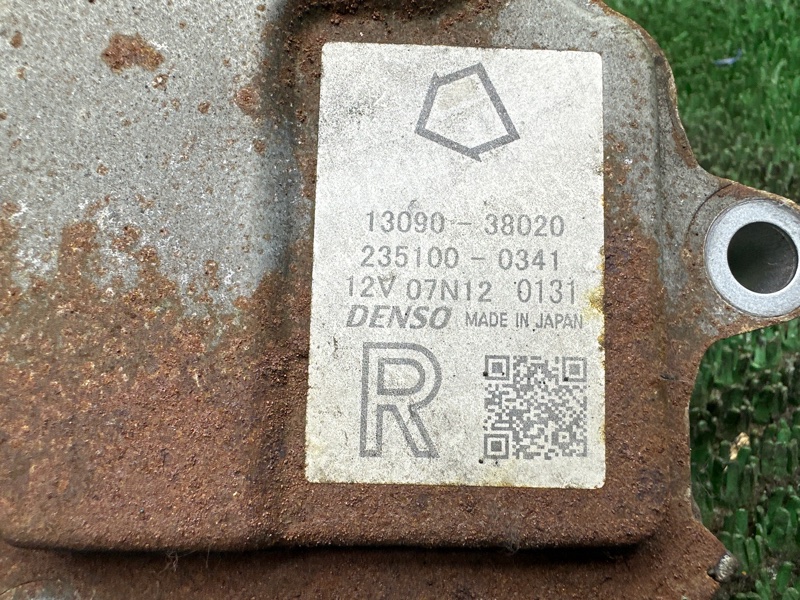 13090-38020
235100-0341
12V 07N12 0131
DENSO MADE IN JAPAN
R